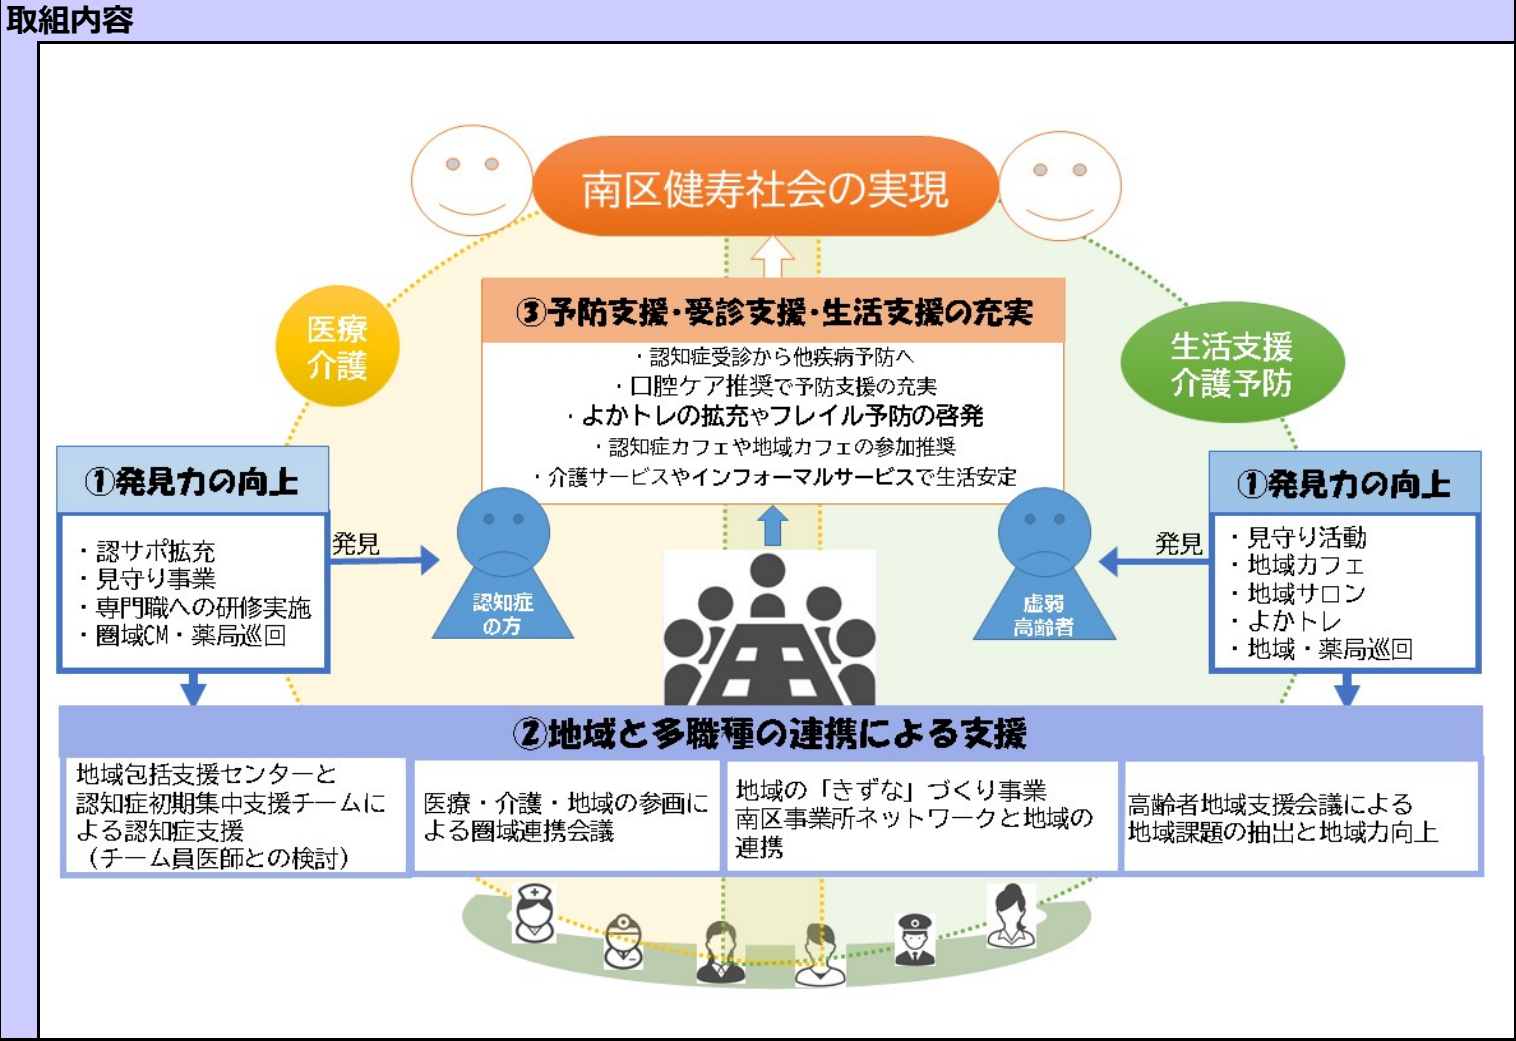 取組内容
南区健寿社会の実現
医療
介護
生活支援
介護予防
③予防支援・受診支援・生活支援の充実
・認知症受診から他疾病予防へ
・口腔ケア推奨で予防支援の充実
・よかトレの拡充やフレイル予防の啓発
・認知症カフェや地域カフェの参加推奨
・介護サービスやインフォーマルサービスで生活安定
①発見力の向上
・認サポ拡充
・見守り事業
・専門職への研修実施
・圏域CM・薬局巡回
発見
認知症
の方
①発見力の向上
・見守り活動
・地域カフェ
・地域サロン
・よかトレ
・地域・薬局巡回
発見
虚弱
高齢者
②地域と多職種の連携による支援
地域包括支援センターと
認知症初期集中支援チームに
よる認知症支援
（チーム員医師との検討）
医療・介護・地域の参画に
よる圏域連携会議
地域の「きずな」づくり事業
南区事業所ネットワークと地域の
連携
高齢者地域支援会議による
地域課題の抽出と地域力向上